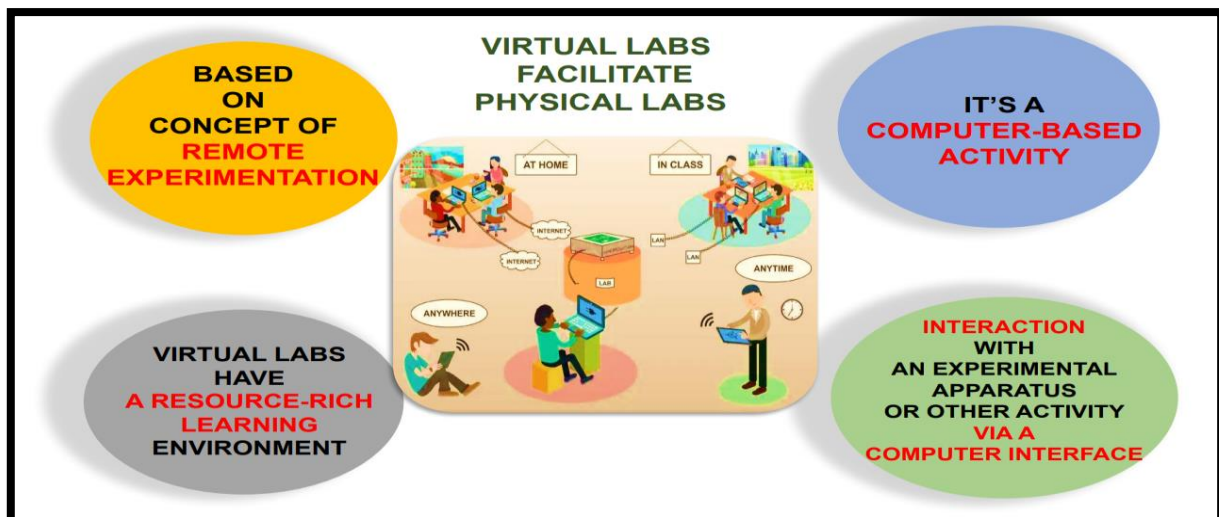 BASED
ON
CONCEPT OF
REMOTE
EXPERIMENTATION
VIRTUAL LABS
FACILITATE
PHYSICAL LABS
IT'S A
COMPUTER-BASED
ACTIVITY
AT HOME
IN CLASS
INTERNET
INTERNET
LAN
LAN
LAB
ANYTIME
ANYWHERE
VIRTUAL LABS
HAVE
A RESOURCE-RICH
LEARNING
ENVIRONMENT
INTERACTION
WITH
AN EXPERIMENTAL
APPARATUS
OR OTHER ACTIVITY
VIA A
COMPUTER INTERFACE